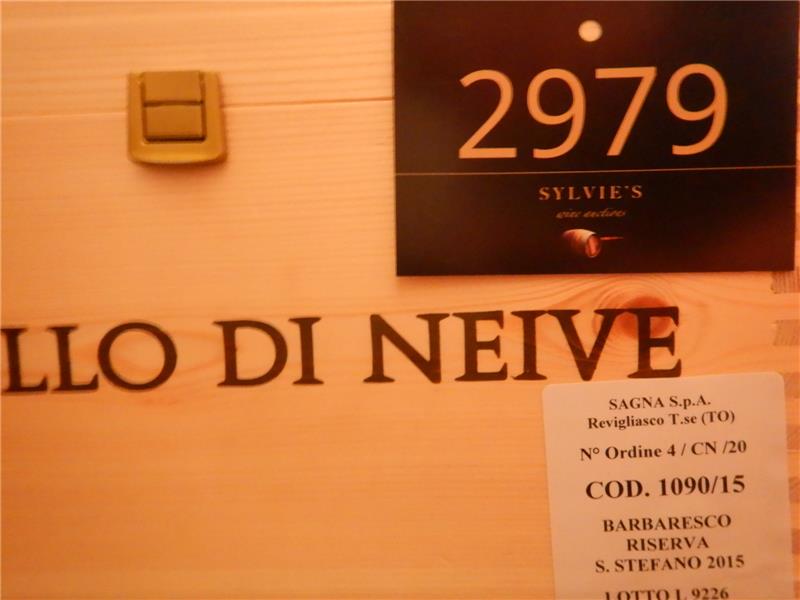 2979
SYLVIE'S
wine auctions
LLO DI NEIVE
SAGNA S.p.A.
Revigliasco T.se (TO)
N° Ordine 4 / CN /20
COD. 1090/15
BARBARESCO
RISERVA
S. STEFANO 2015
LOTTO L 9226